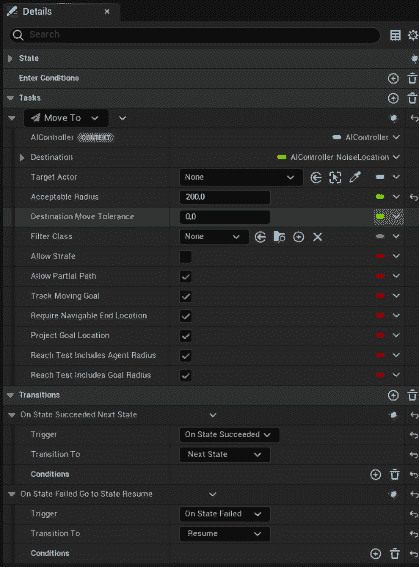 Details
Search
State
Enter Conditions
Tasks
Move To
AIController CONTEXT AIController
Destination AIController NoiseLocation
Target Actor None
Acceptable Radius 200,0
Destination Move Tolerance 0,0
Filter Class None
Allow Strafe
Allow Partial Path
Track Moving Goal
Require Navigable End Location
Project Goal Location
Reach Test Includes Agent Radius
Reach Test Includes Goal Radius
Transitions
On State Succeeded Next State
Trigger On State Succeeded
Transition To Next State
Conditions
On State Failed Go to State Resume
Trigger On State Failed
Transition To Resume
Conditions